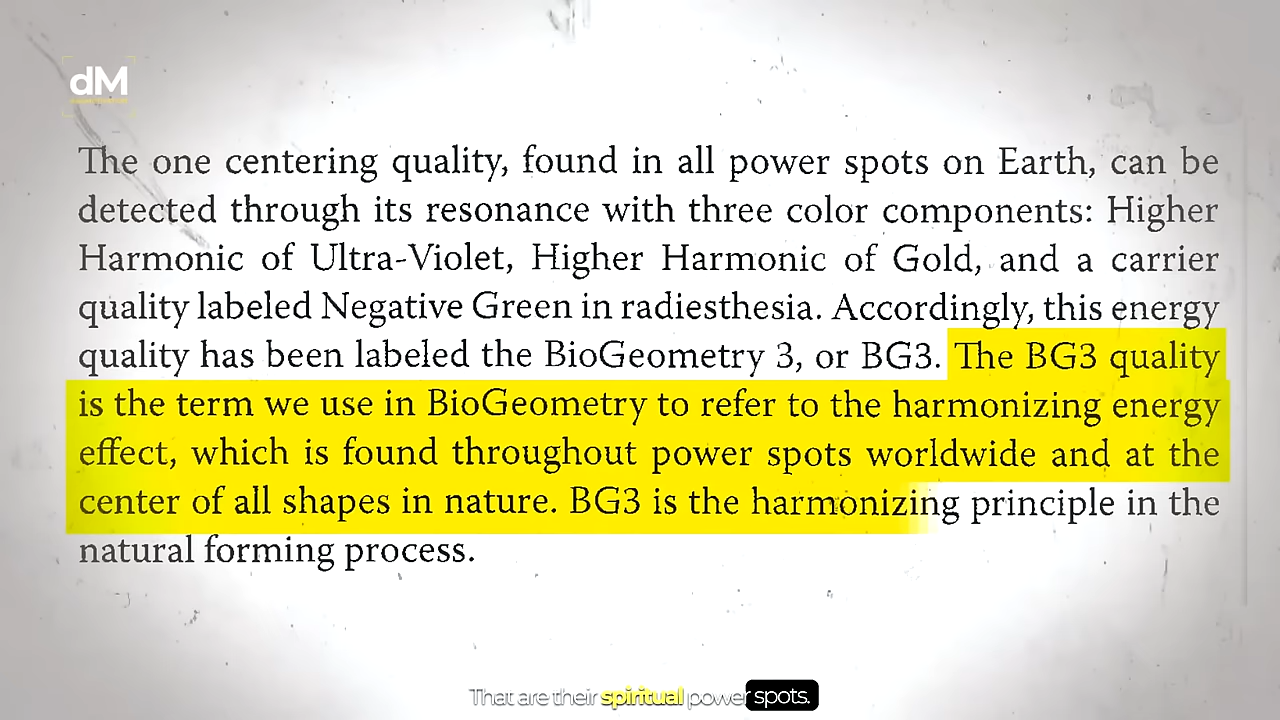 dM
The one centering quality, found in all power spots on Earth, can be
detected through its resonance with three color components: Higher
Harmonic of Ultra-Violet, Higher Harmonic of Gold, and a carrier
quality labeled Negative Green in radiesthesia. Accordingly, this energy
quality has been labeled the BioGeometry 3, or BG3. The BG3 quality
is the term we use in BioGeometry to refer to the harmonizing energy
effect, which is found throughout power spots worldwide and at the
center of all shapes in nature. BG3 is the harmonizing principle in the
natural forming process.
That are their spiritual power spots.